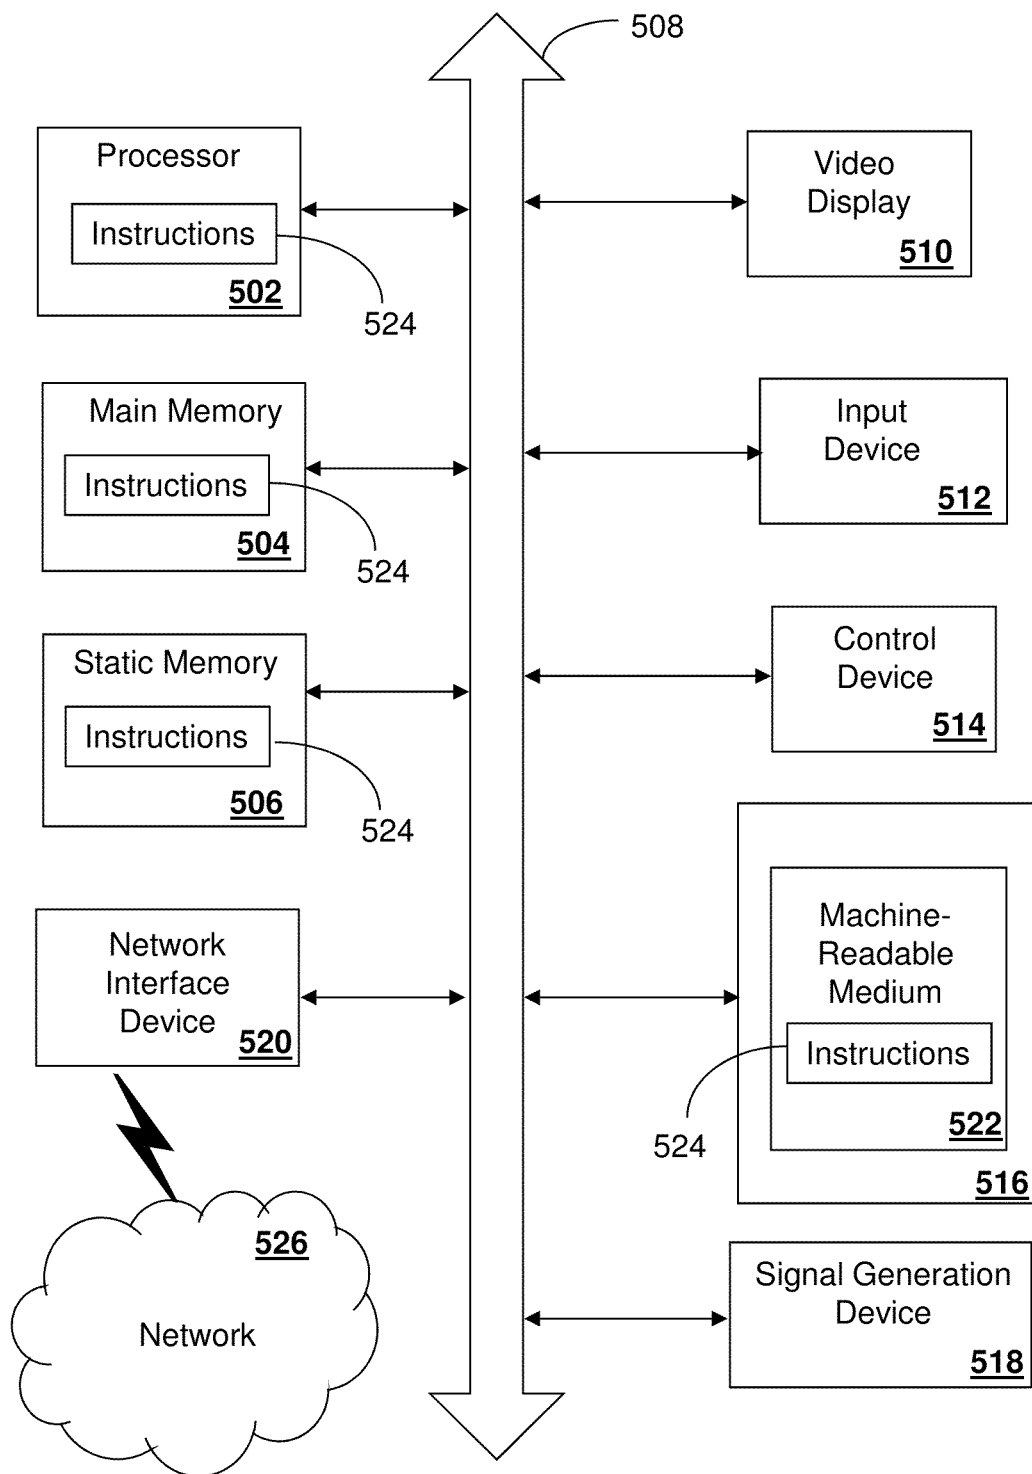 508
Processor
Instructions
502
524
Main Memory
Instructions
504
524
Static Memory
Instructions
506
524
Network
Interface
Device
520
526
Network
Video
Display
510
Input
Device
512
Control
Device
514
Machine-
Readable
Medium
Instructions
524
522
516
Signal Generation
Device
518